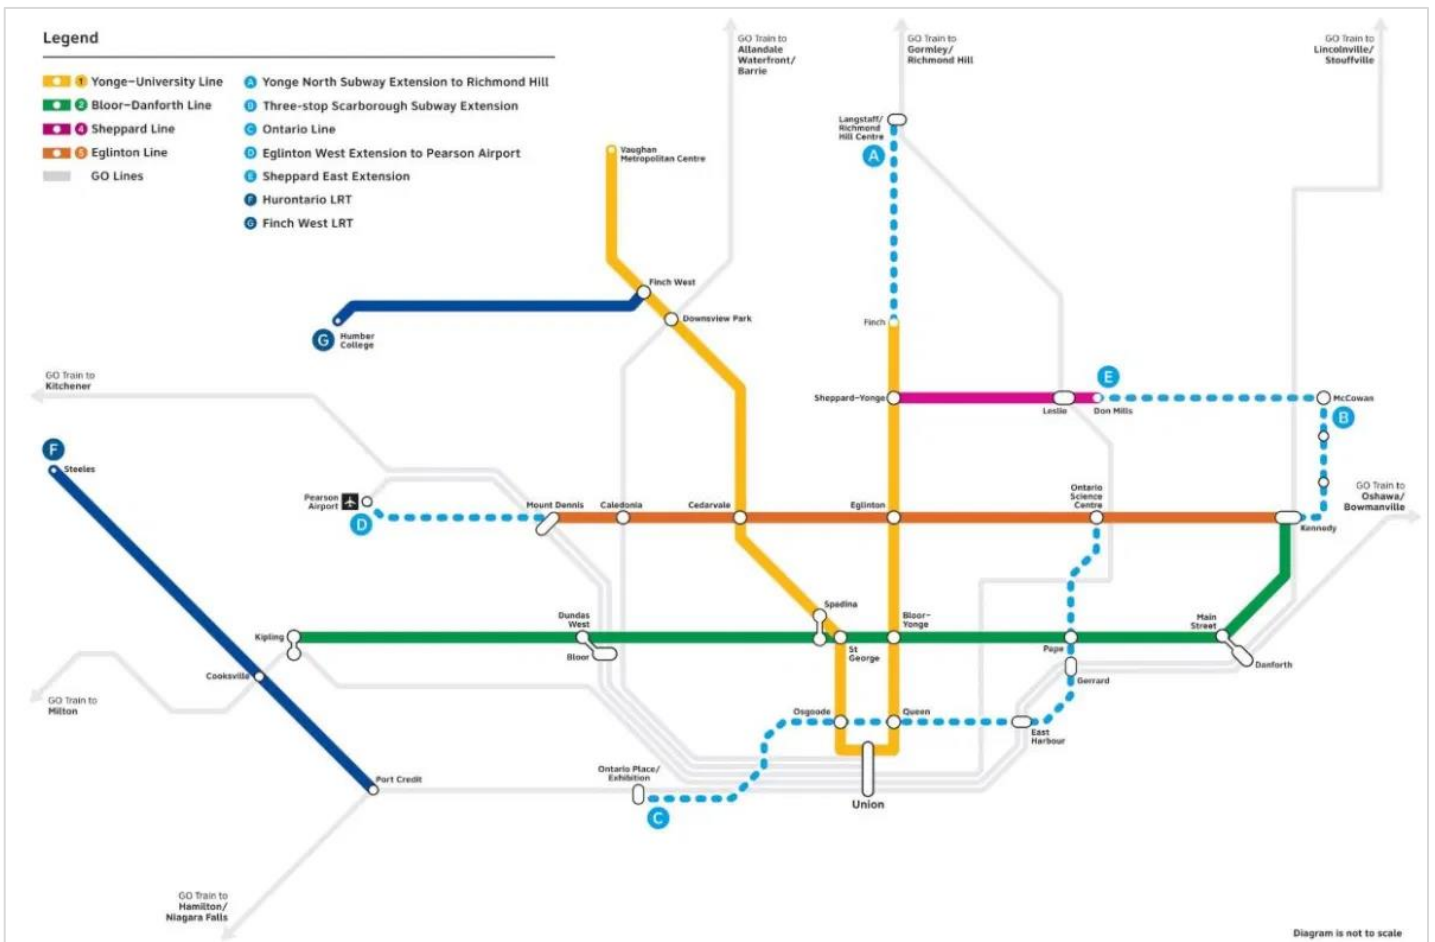 Legend
1 Yonge–University Line
2 Bloor–Danforth Line
4 Sheppard Line
5 Eglinton Line
GO Lines
A Yonge North Subway Extension to Richmond Hill
B Three-stop Scarborough Subway Extension
C Ontario Line
D Eglinton West Extension to Pearson Airport
E Sheppard East Extension
F Hurontario LRT
G Finch West LRT
GO Train to
Allandale
Waterfront/
Barrie
GO Train to
Gormley/
Richmond Hill
GO Train to
Lincolnville/
Stouffville
Langstaff/
Richmond
Hill Centre
A
Vaughan
Metropolitan Centre
Finch West
Downsview Park
Finch
G
Humber
College
GO Train to
Kitchener
Sheppard–Yonge
Leslie
Don Mills
E
McCowan
B
F
Steeles
Pearson
Airport
D
Mount Dennis
Caledonia
Cedarvale
Eglinton
Ontario
Science
Centre
Kennedy
GO Train to
Oshawa/
Bowmanville
Kipling
Dundas
West
Bloor
Spadina
St
George
Bloor–
Yonge
Pape
Gerrard
Main
Street
Danforth
Cooksville
GO Train to
Milton
Osgoode
Queen
East
Harbour
Port Credit
Ontario Place/
Exhibition
C
Union
GO Train to
Hamilton/
Niagara Falls
Diagram is not to scale